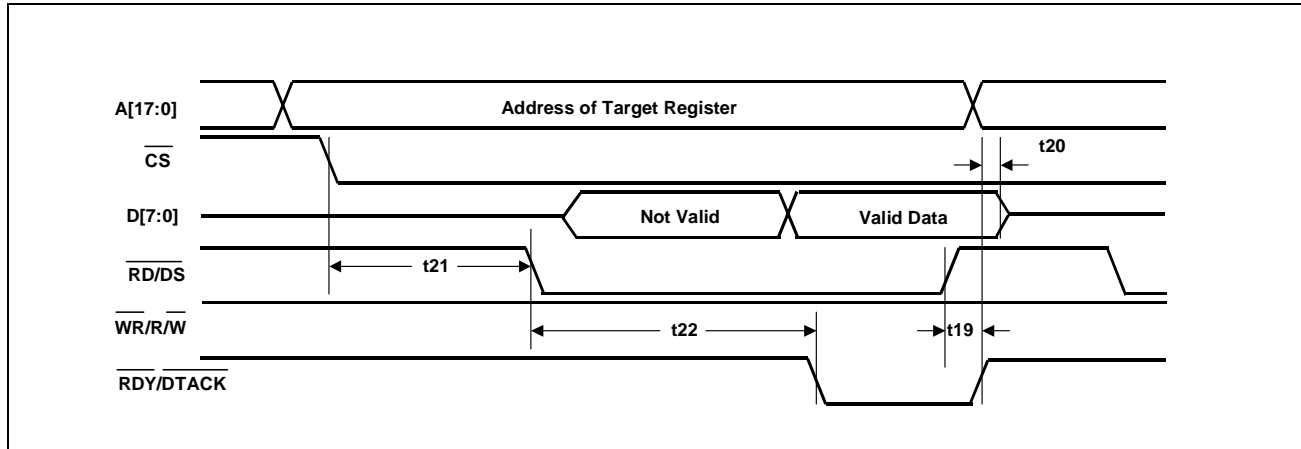 A[17:0]
Address of Target Register
CS
t20
D[7:0]
Not Valid
Valid Data
RD/DS
t21
WR/R/W
t22
t19
RDY/DTACK